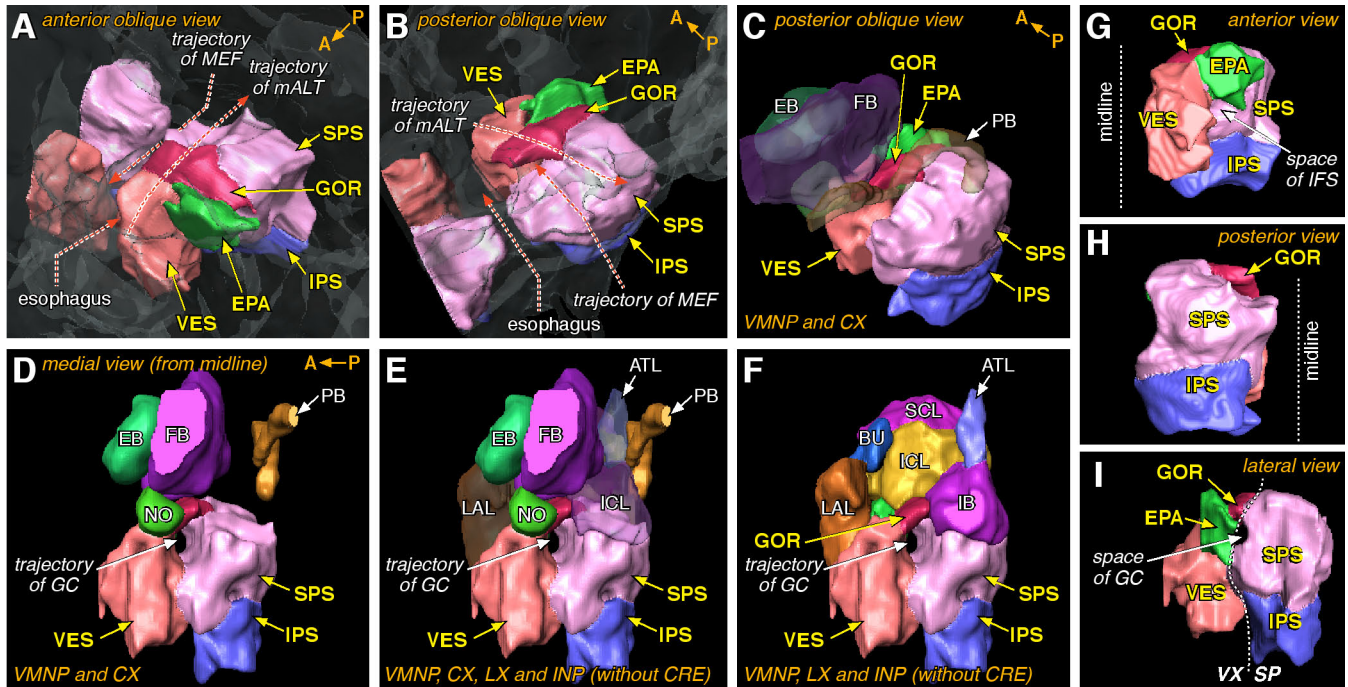 A
anterior oblique view
P
A
trajectory
of MEF
trajectory
of mALT
SPS
GOR
IPS
EPA
VES
esophagus
B
posterior oblique view
A
P
VES
EPA
GOR
trajectory
of mALT
SPS
IPS
trajectory of MEF
esophagus
C
posterior oblique view
A
P
GOR
EPA
EB
FB
PB
VES
SPS
IPS
VMNP and CX
D
medial view (from midline)
A
P
PB
EB
FB
NO
trajectory
of GC
SPS
VES
IPS
VMNP and CX
E
ATL
PB
EB
FB
LAL
NO
ICL
trajectory
of GC
SPS
VES
IPS
VMNP, CX, LX and INP (without CRE)
F
ATL
SCL
BU
ICL
LAL
IB
GOR
trajectory
of GC
SPS
VES
IPS
VMNP, LX and INP (without CRE)
G
anterior view
GOR
EPA
midline
VES
SPS
IPS
space
of IFS
H
posterior view
GOR
SPS
IPS
midline
I
lateral view
GOR
EPA
space
of GC
SPS
VES
IPS
VX
SP